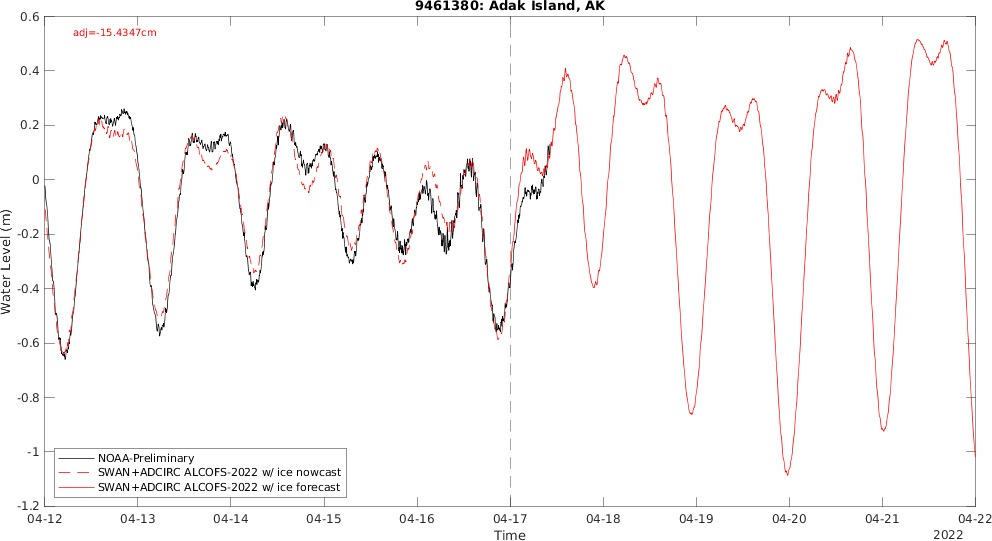 9461380: Adak Island, AK
adj=-15.4347cm
0.6
0.4
0.2
0
-0.2
-0.4
-0.6
-0.8
-1
-1.2
Water Level (m)
NOAA-Preliminary
SWAN+ADCIRC ALCOFS-2022 w/ ice nowcast
SWAN+ADCIRC ALCOFS-2022 w/ ice forecast
04-12 04-13 04-14 04-15 04-16 04-17 04-18 04-19 04-20 04-21 04-22
Time
2022